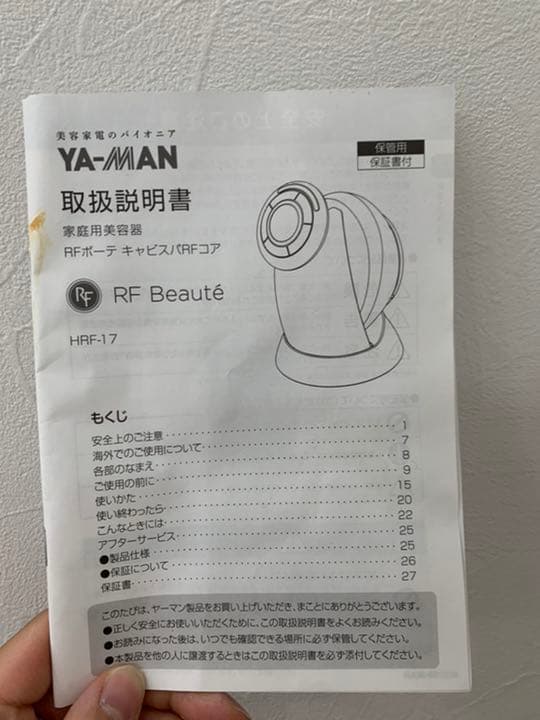 美容家電のパイオニア
YA-MAN
保管用
保証書付
取扱説明書
家庭用美容器
RFボーテ キャビスパRFコア
RF RF Beauté
HRF-17
もくじ
安全上のご注意 1
海外でのご使用について 7
各部のなまえ 8
ご使用の前に 9
使いかた 15
使い終わったら 20
こんなときには 22
アフターサービス 25
●製品仕様 25
●保証について 26
保証書 27
このたびは、ヤーマン製品をお買い上げいただき、まことにありがとうございます。
●正しく安全にお使いいただくために、この取扱説明書をよくお読みください。
●お読みになった後は、いつでも確認できる場所に必ず保管してください。
●本製品を他の人に譲渡するときはこの取扱説明書を必ず添付してください。